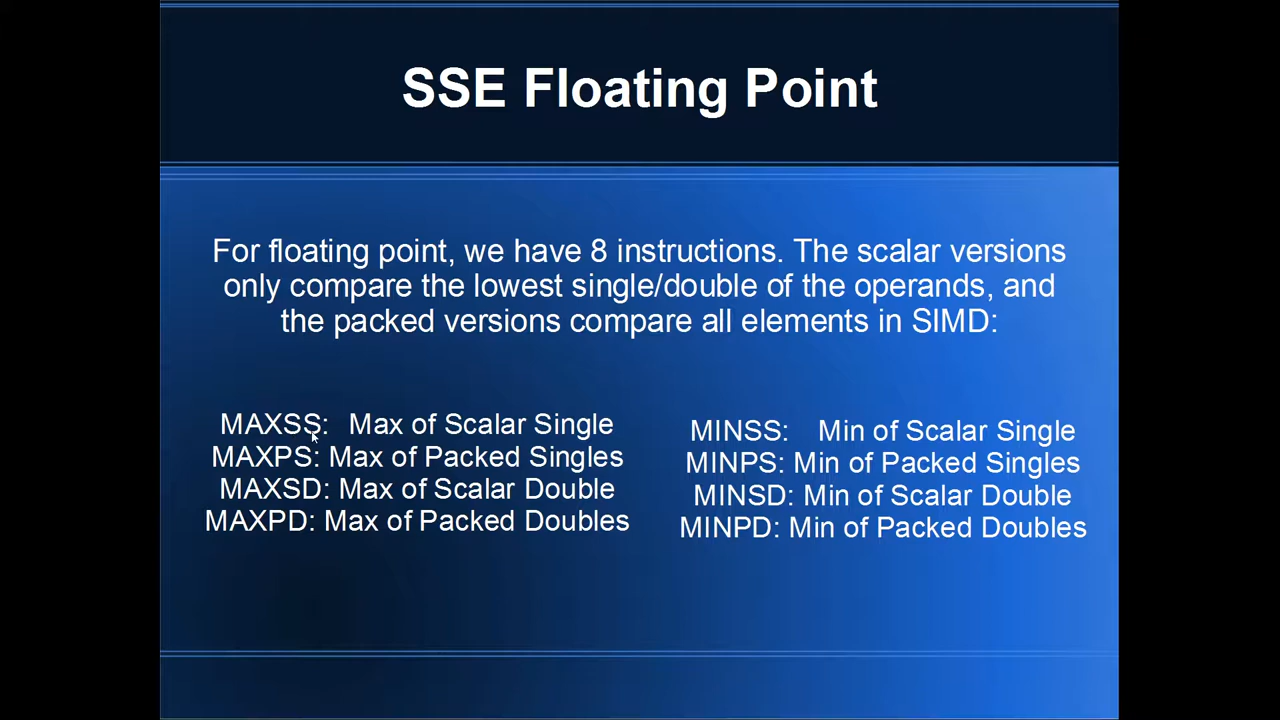 SSE Floating Point
For floating point, we have 8 instructions. The scalar versions
only compare the lowest single/double of the operands, and
the packed versions compare all elements in SIMD:
MAXSS: Max of Scalar Single
MAXPS: Max of Packed Singles
MAXSD: Max of Scalar Double
MAXPD: Max of Packed Doubles
MINSS: Min of Scalar Single
MINPS: Min of Packed Singles
MINSD: Min of Scalar Double
MINPD: Min of Packed Doubles